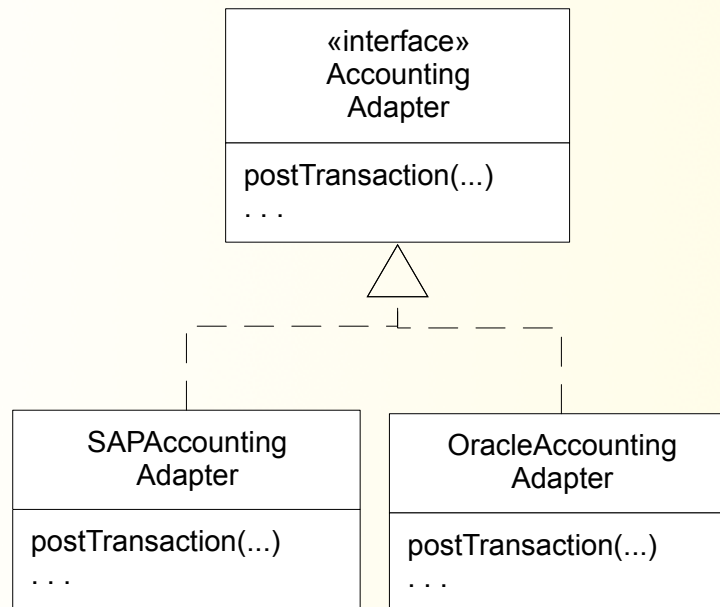 «interface»
Accounting
Adapter
postTransaction(...)
. . .
SAPAccounting
Adapter
postTransaction(...)
. . .
OracleAccounting
Adapter
postTransaction(...)
. . .